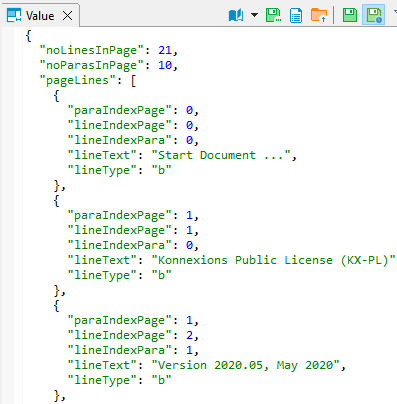 Value
{
"noLinesInPage": 21,
"noParasInPage": 10,
"pageLines": [
{
"paraIndexPage": 0,
"lineIndexPage": 0,
"lineIndexPara": 0,
"lineText": "Start Document ...",
"lineType": "b"
},
{
"paraIndexPage": 1,
"lineIndexPage": 1,
"lineIndexPara": 0,
"lineText": "Konnexions Public License (KX-PL)"
"lineType": "b"
},
{
"paraIndexPage": 1,
"lineIndexPage": 2,
"lineIndexPara": 1,
"lineText": "Version 2020.05, May 2020",
"lineType": "b"
},